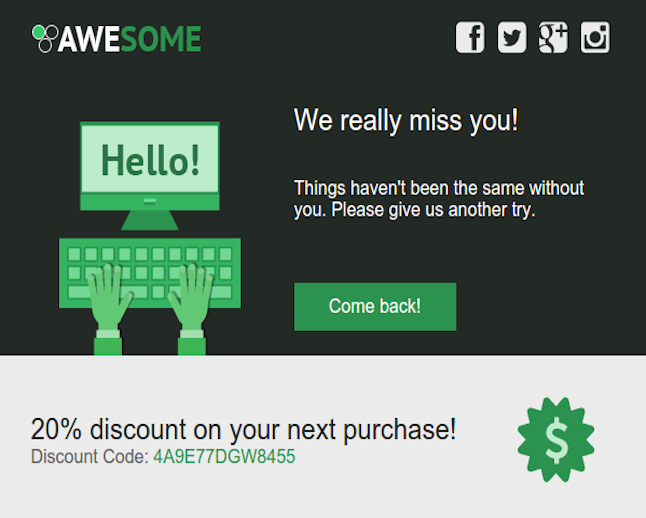 AWESOME
Hello!
We really miss you!
Things haven't been the same without
you. Please give us another try.
Come back!
20% discount on your next purchase!
Discount Code: 4A9E77DGW8455
$